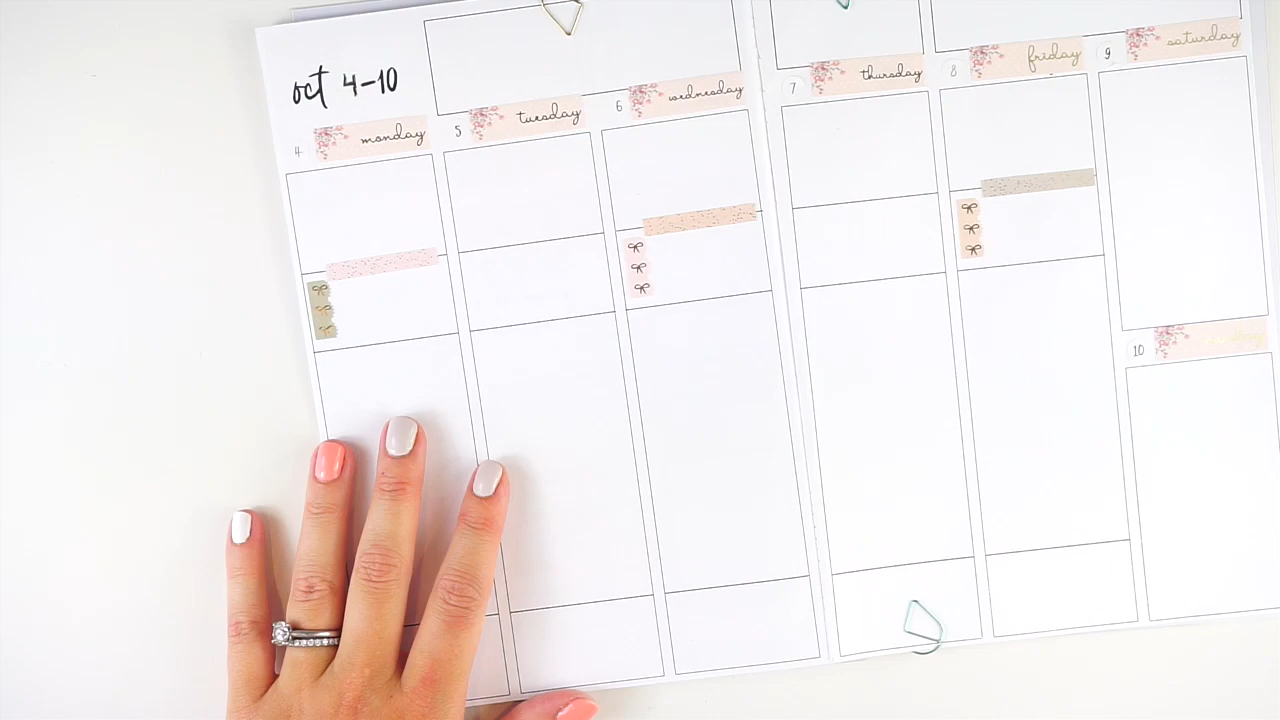 oct 4-10
4 monday
5 tuesday
6 wednesday
7 thursday
8 friday
9 saturday
10